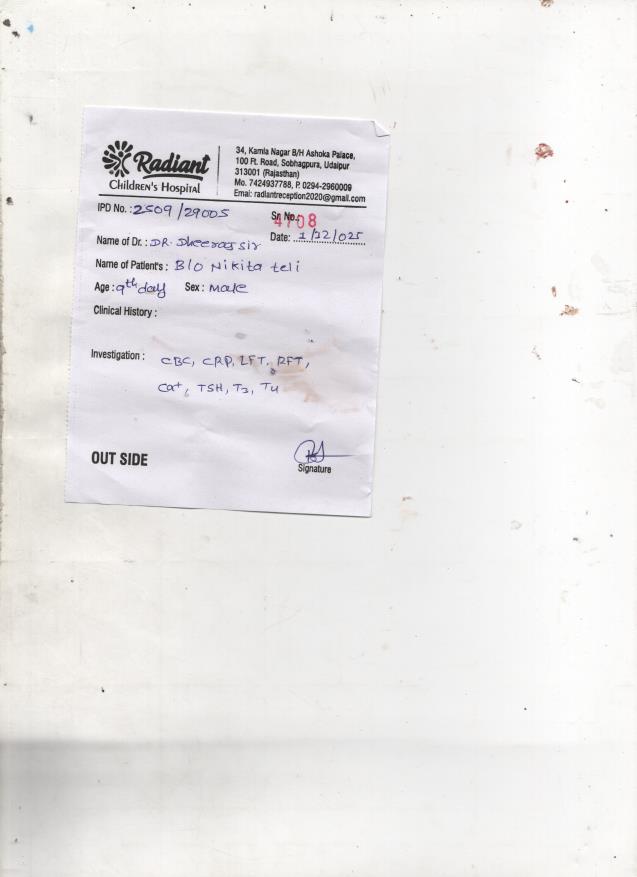 Radiant
Children's Hospital
34, Kamla Nagar B/H Ashoka Palace,
100 Ft. Road, Sobhagpura, Udaipur
313001 (Rajasthan)
Mo. 7424937788, P. 0294-2960009
Emai: radiantreception2020@gmail.com
IPD No. : 2509/29005
Sr. No. 4708
Name of Dr. : DR. Dheeraj sir
Date: 1/12/025
Name of Patient's : B/O Nikita teli
Age : 9th day Sex : Male
Clinical History :
Investigation : CBC, CRP, LFT, RFT,
Ca+, TSH, T3, T4
OUT SIDE
Signature